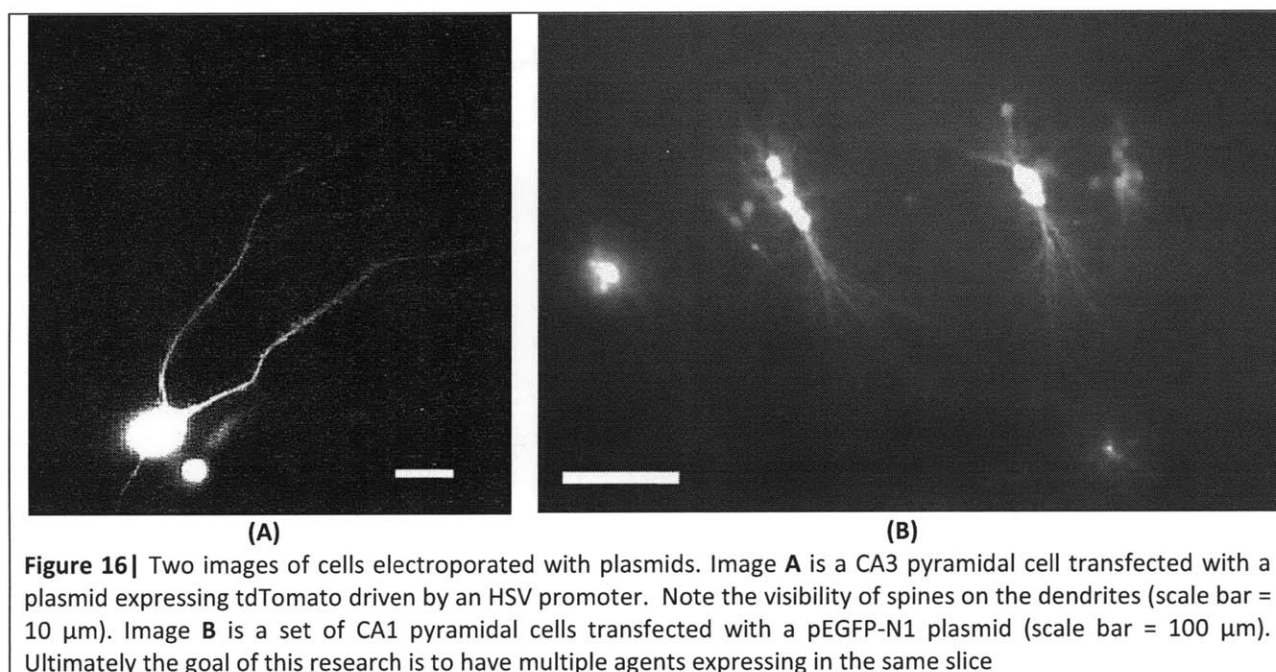 (A)
(B)
Figure 16| Two images of cells electroporated with plasmids. Image A is a CA3 pyramidal cell transfected with a
plasmid expressing tdTomato driven by an HSV promoter. Note the visibility of spines on the dendrites (scale bar =
10 µm). Image B is a set of CA1 pyramidal cells transfected with a pEGFP-N1 plasmid (scale bar = 100 µm).
Ultimately the goal of this research is to have multiple agents expressing in the same slice